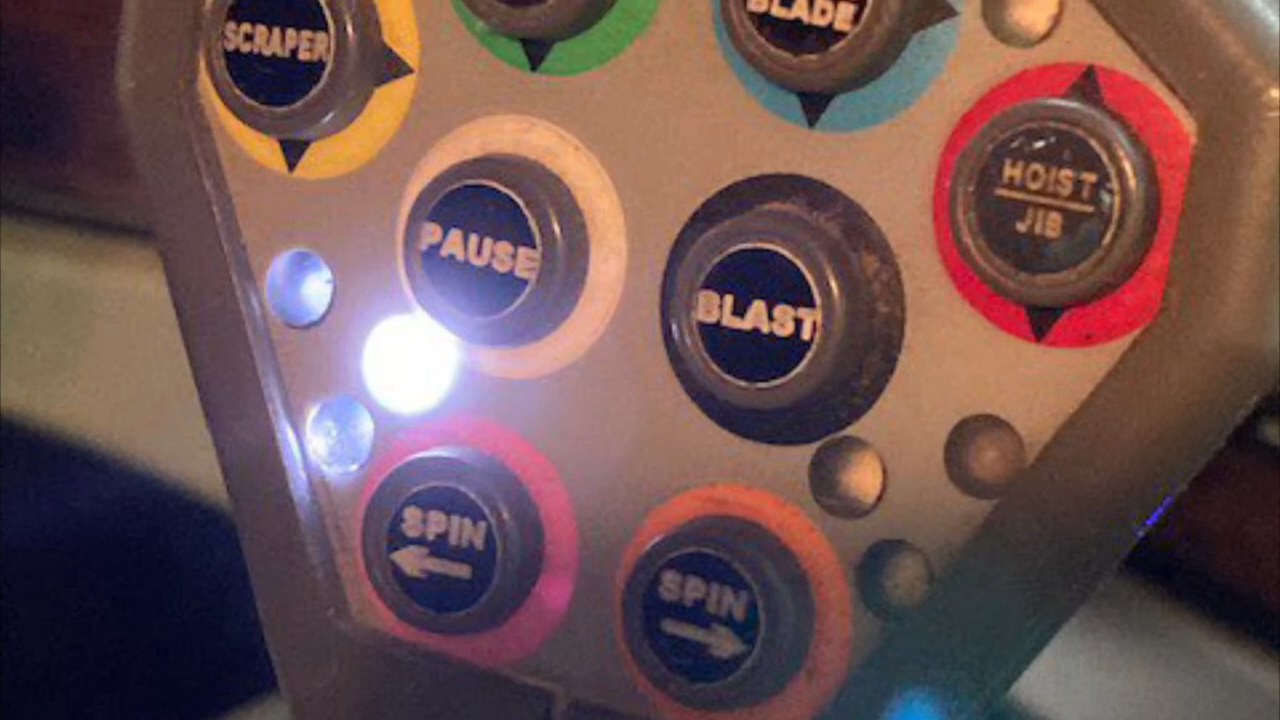 SCRAPER
BLADE
HOIST
JIB
PAUSE
BLAST
SPIN
SPIN